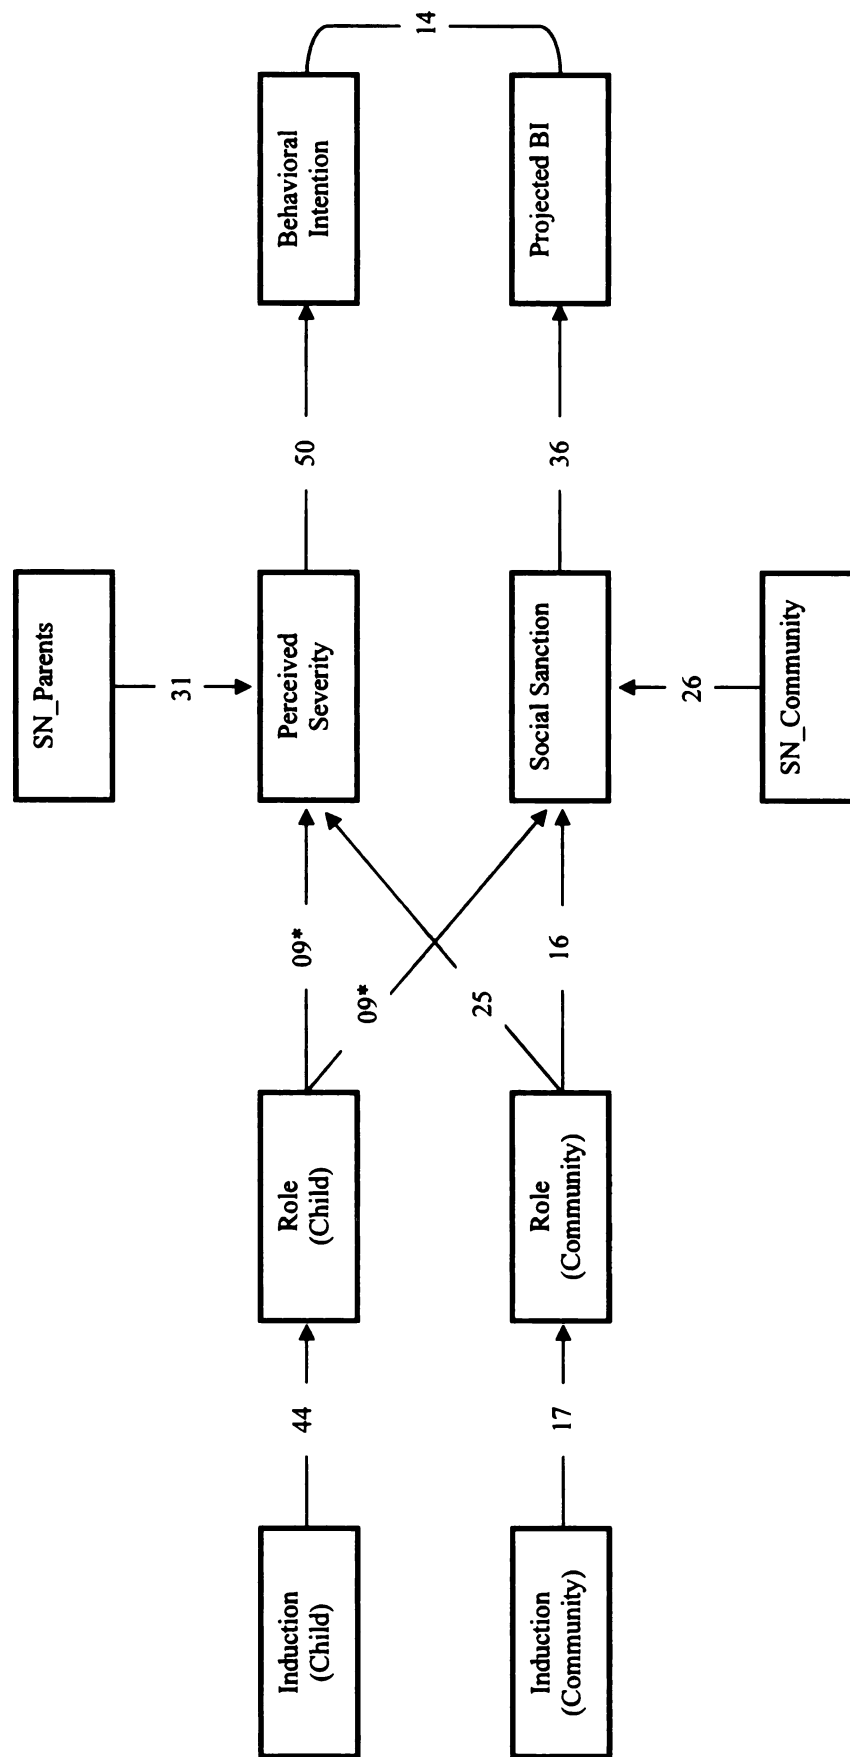 SN_Parents
Induction
(Child)
44
Role
(Child)
09*
31
Perceived
Severity
50
Behavioral
Intention
09*
25
14
Induction
(Community)
17
Role
(Community)
16
Social Sanction
36
Projected BI
26
SN_Community